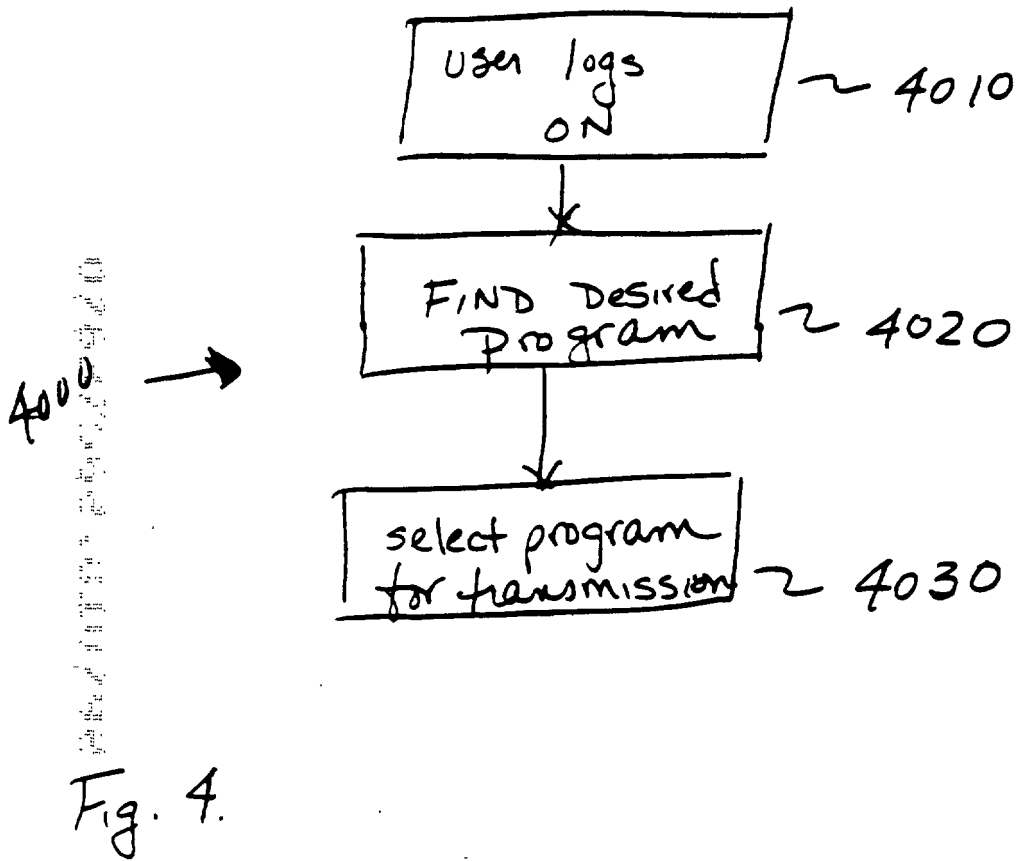 User logs
ON
~ 4010
FIND Desired
Program
~ 4020
4000
select program
for transmission
~ 4030
Fig. 4.